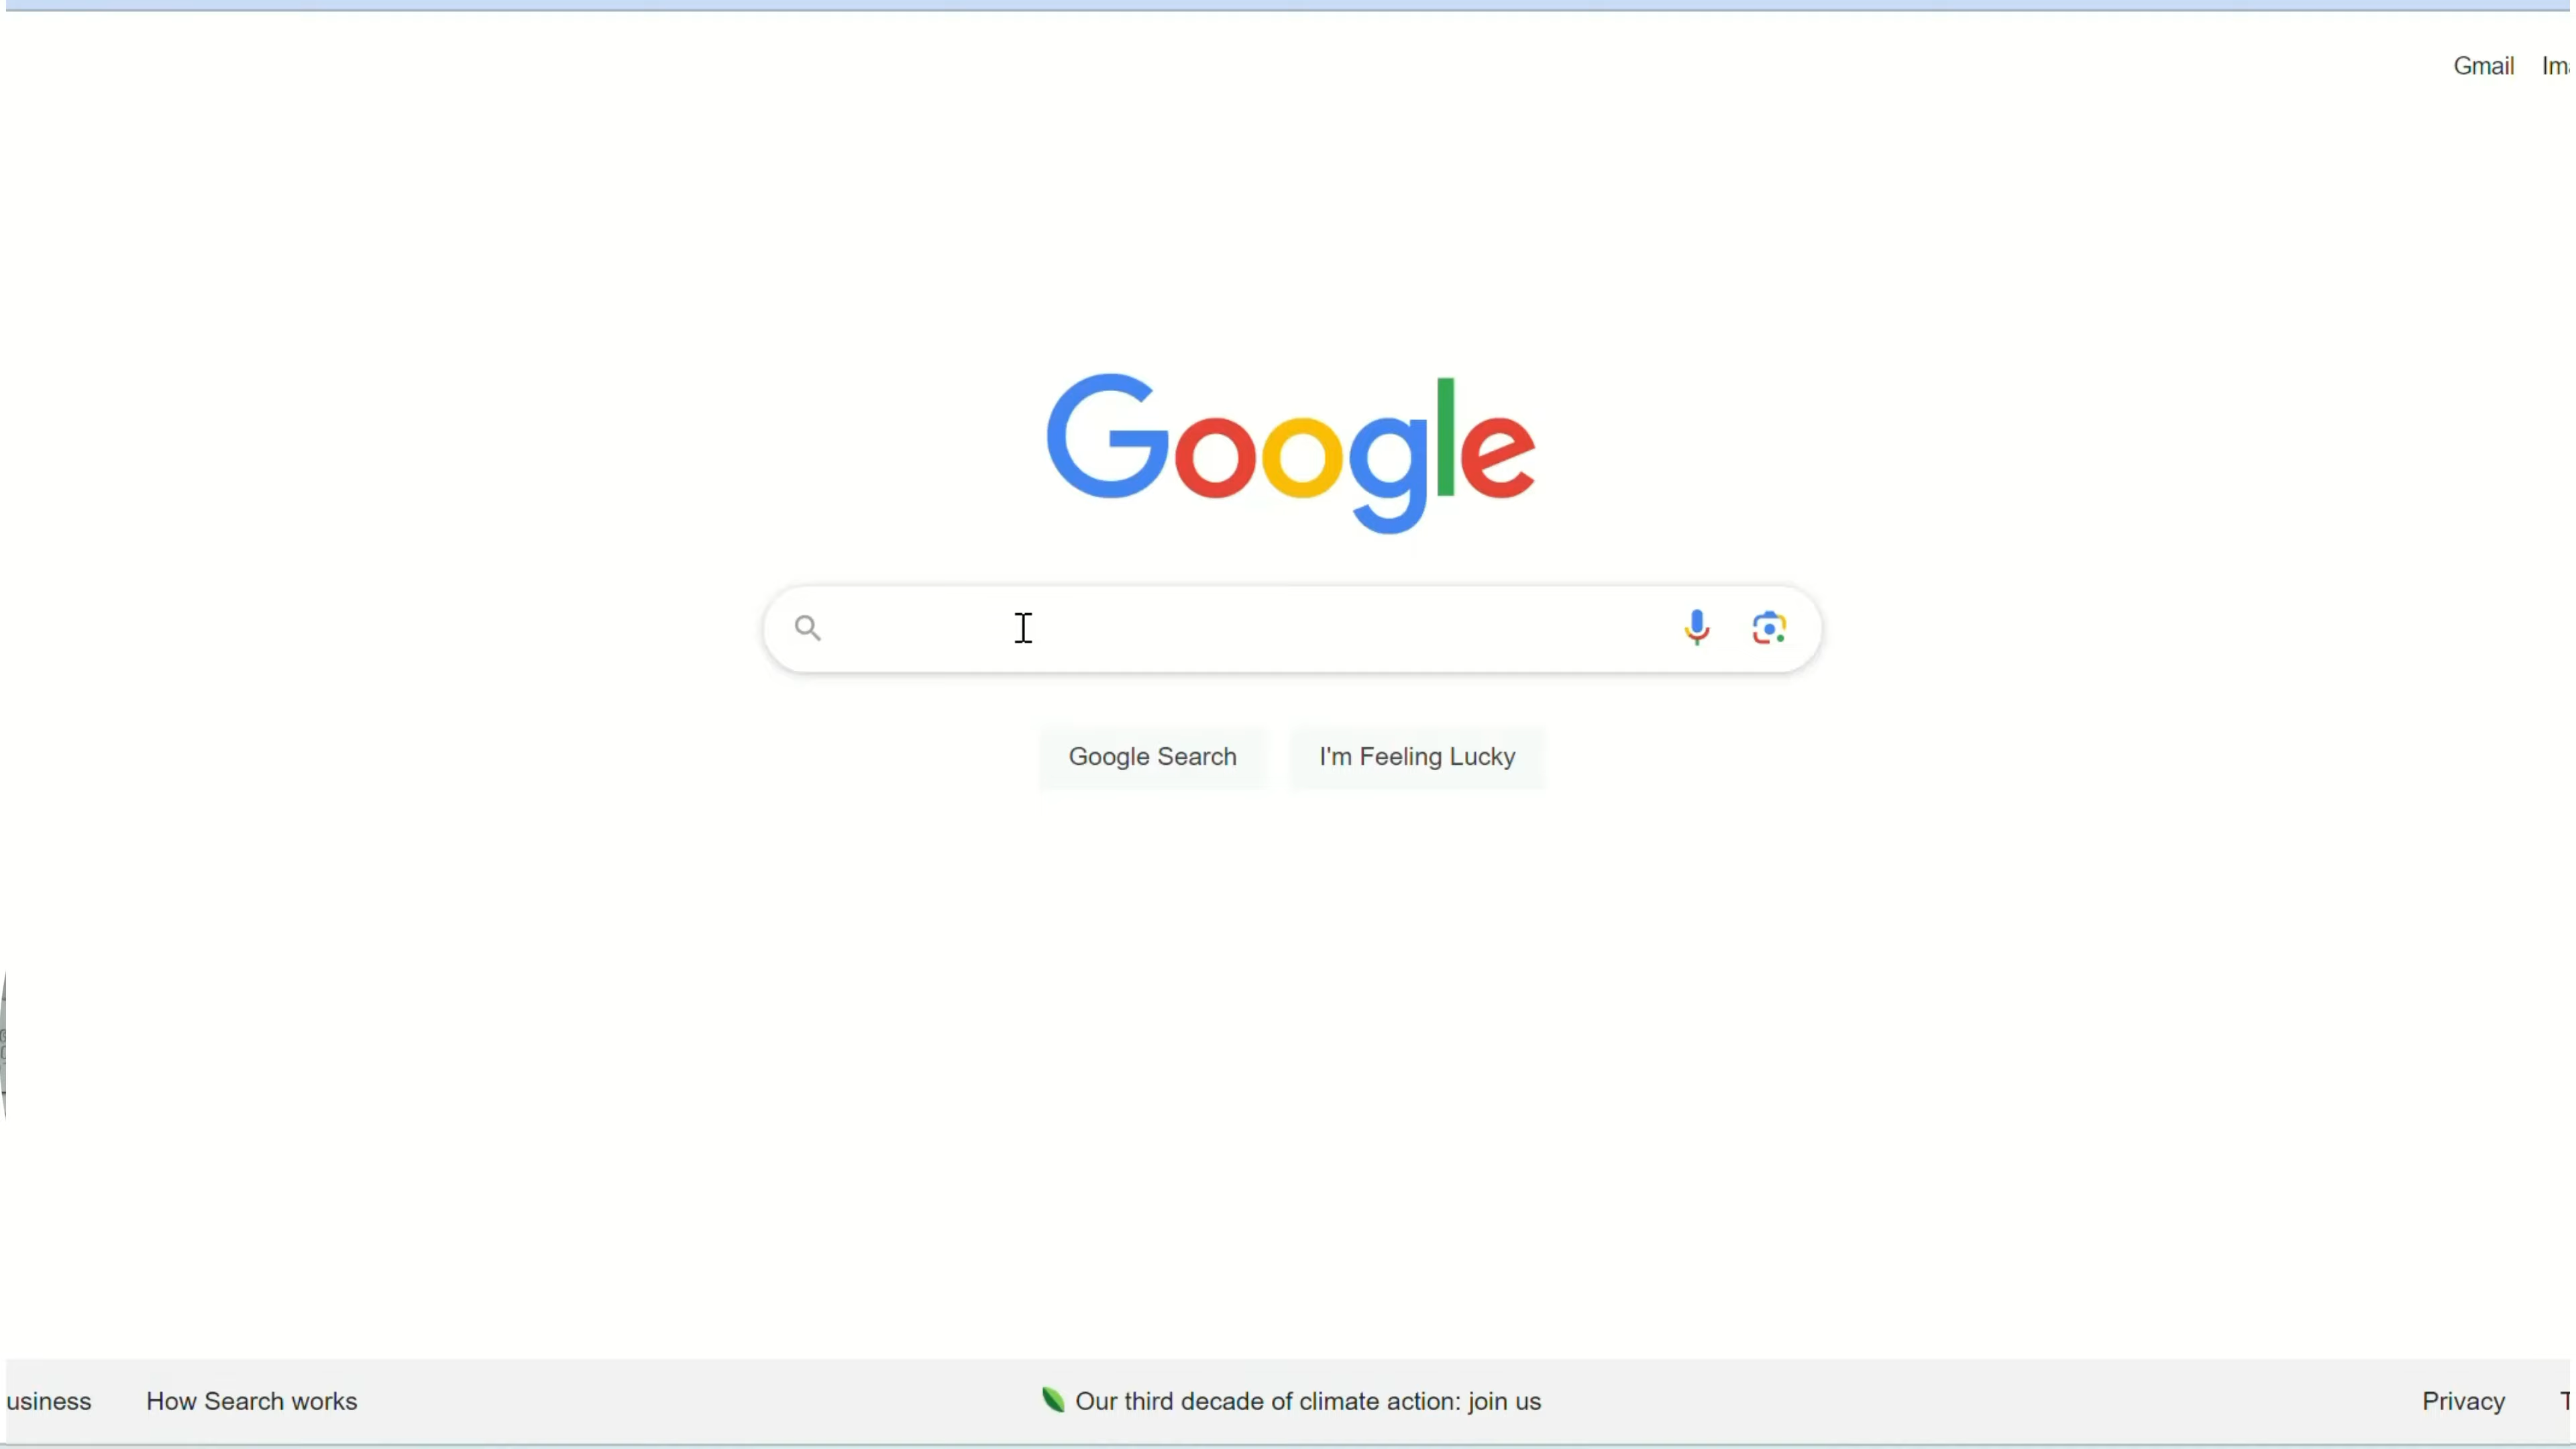 Gmail
Google
Google Search
I'm Feeling Lucky
usiness How Search works
Our third decade of climate action: join us
Privacy